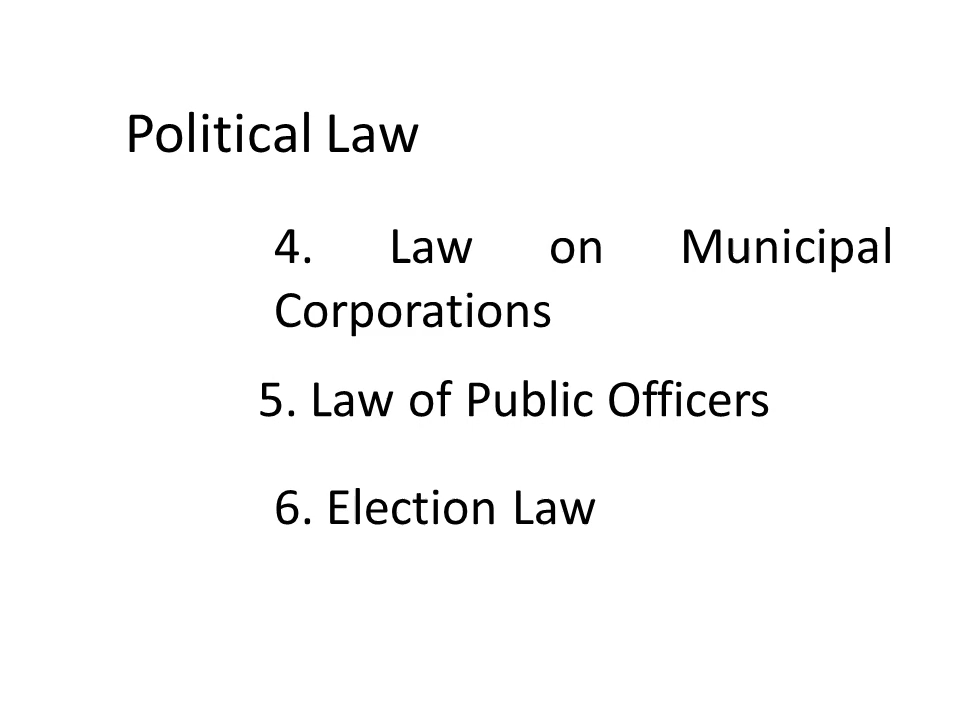 Political Law
4. Law on Municipal
Corporations
5. Law of Public Officers
6. Election Law